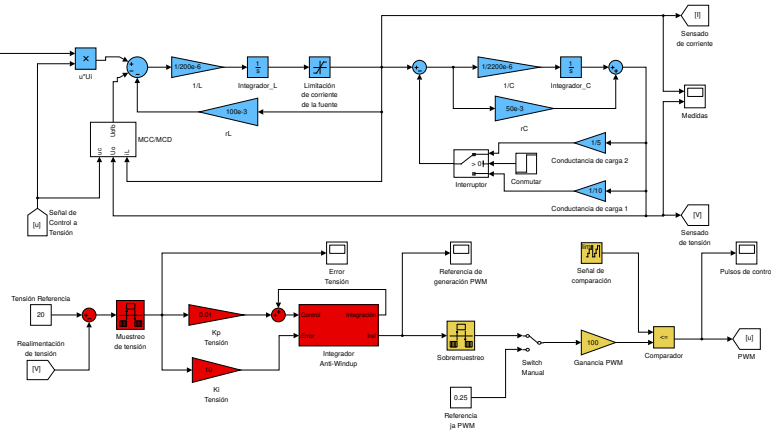 [I]
Sensado
de corriente
×
u*Ui
1/200e-6
1/L
1
s
Integrador_L
Limitación
de corriente
de la fuente
1/2200e-6
1/C
1
s
Integrador_C
100e-3
rL
50e-3
rC
Medidas
MCC/MCD
uc
Uo
iL
1/5
Conductancia de carga 2
> 0
Interruptor
Conmutar
1/10
Conductancia de carga 1
[u]
Señal de
Control a
Tensión
[V]
Sensado
de tensión
Error
Tensión
Referencia de
generación PWM
Señal de
comparación
Pulsos de contro
Tensión Referencia
20
Muestreo
de tensión
0.01
Kp
Tensión
Control
Integración
Error
Integrador
Anti-Windup
Realimentación
de tensión
[V]
10
Ki
Tensión
Sobremuestreo
Switch
Manual
100
Ganancia PWM
<=
Comparador
[u]
PWM
0.25
Referencia
ja PWM